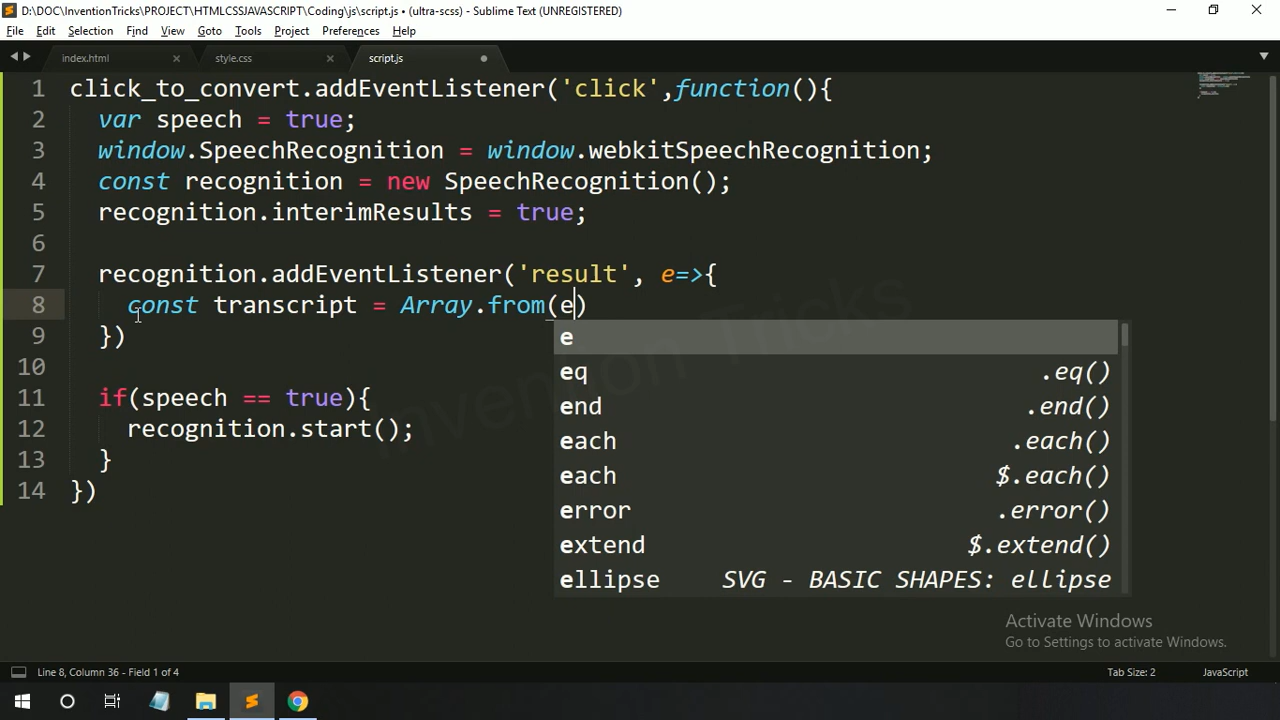 D:\DOC\InventionTricks\PROJECT\HTMLCSSJAVASCRIPT\Coding\js\script.js • (ultra-scss) - Sublime Text (UNREGISTERED)
File Edit Selection Find View Goto Tools Project Preferences Help
index.html style.css script.js
1 click_to_convert.addEventListener('click',function(){
2 var speech = true;
3 window.SpeechRecognition = window.webkitSpeechRecognition;
4 const recognition = new SpeechRecognition();
5 recognition.interimResults = true;
6
7 recognition.addEventListener('result', e=>{
8 const transcript = Array.from(e)
9 })
10
11 if(speech == true){
12 recognition.start();
13 }
14 })
e
eq .eq()
end .end()
each .each()
each $.each()
error .error()
extend $.extend()
ellipse SVG - BASIC SHAPES: ellipse
Invention Tricks
Activate Windows
Go to Settings to activate Windows.
Line 8, Column 36 - Field 1 of 4 Tab Size: 2 JavaScript